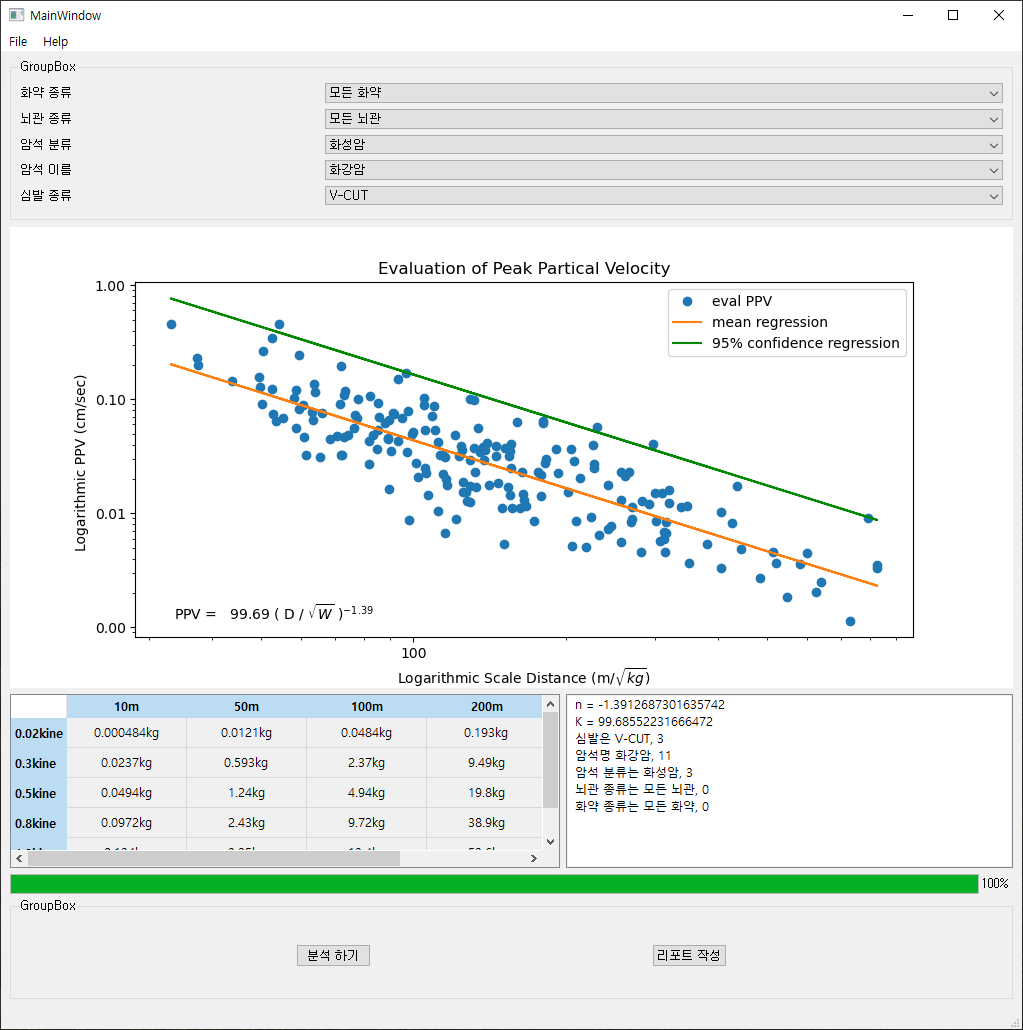 MainWindow
File Help
GroupBox
화약 종류 모든 화약
뇌관 종류 모든 뇌관
암석 분류 화성암
암석 이름 화강암
심발 종류 V-CUT
Evaluation of Peak Partical Velocity
1.00
0.10
0.01
0.00
Logarithmic PPV (cm/sec)
eval PPV
mean regression
95% confidence regression
PPV = 99.69 ( D / √W )^−1.39
100
Logarithmic Scale Distance (m/√kg)
10m 50m 100m 200m
0.02kine 0.000484kg 0.0121kg 0.0484kg 0.193kg
0.3kine 0.0237kg 0.593kg 2.37kg 9.49kg
0.5kine 0.0494kg 1.24kg 4.94kg 19.8kg
0.8kine 0.0972kg 2.43kg 9.72kg 38.9kg
n = -1.3912687301635742
K = 99.68552231666472
심발은 V-CUT, 3
암석명 화강암, 11
암석 분류는 화성암, 3
뇌관 종류는 모든 뇌관, 0
화약 종류는 모든 화약, 0
100%
GroupBox
분석 하기 리포트 작성